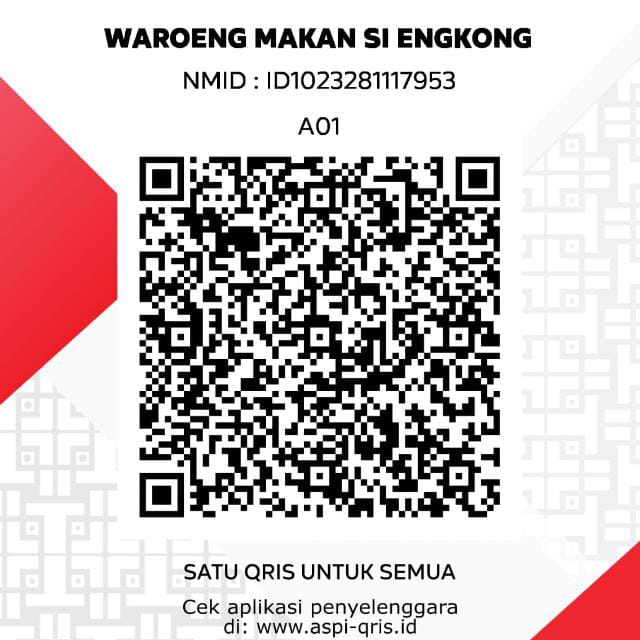 WAROENG MAKAN SI ENGKONG
NMID : ID1023281117953
A01
SATU QRIS UNTUK SEMUA
Cek aplikasi penyelenggara
di: www.aspi-qris.id